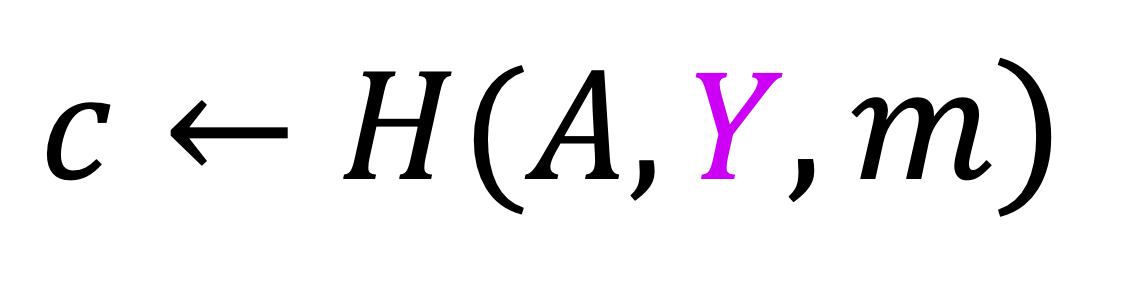 c ← H(A, Y, m)